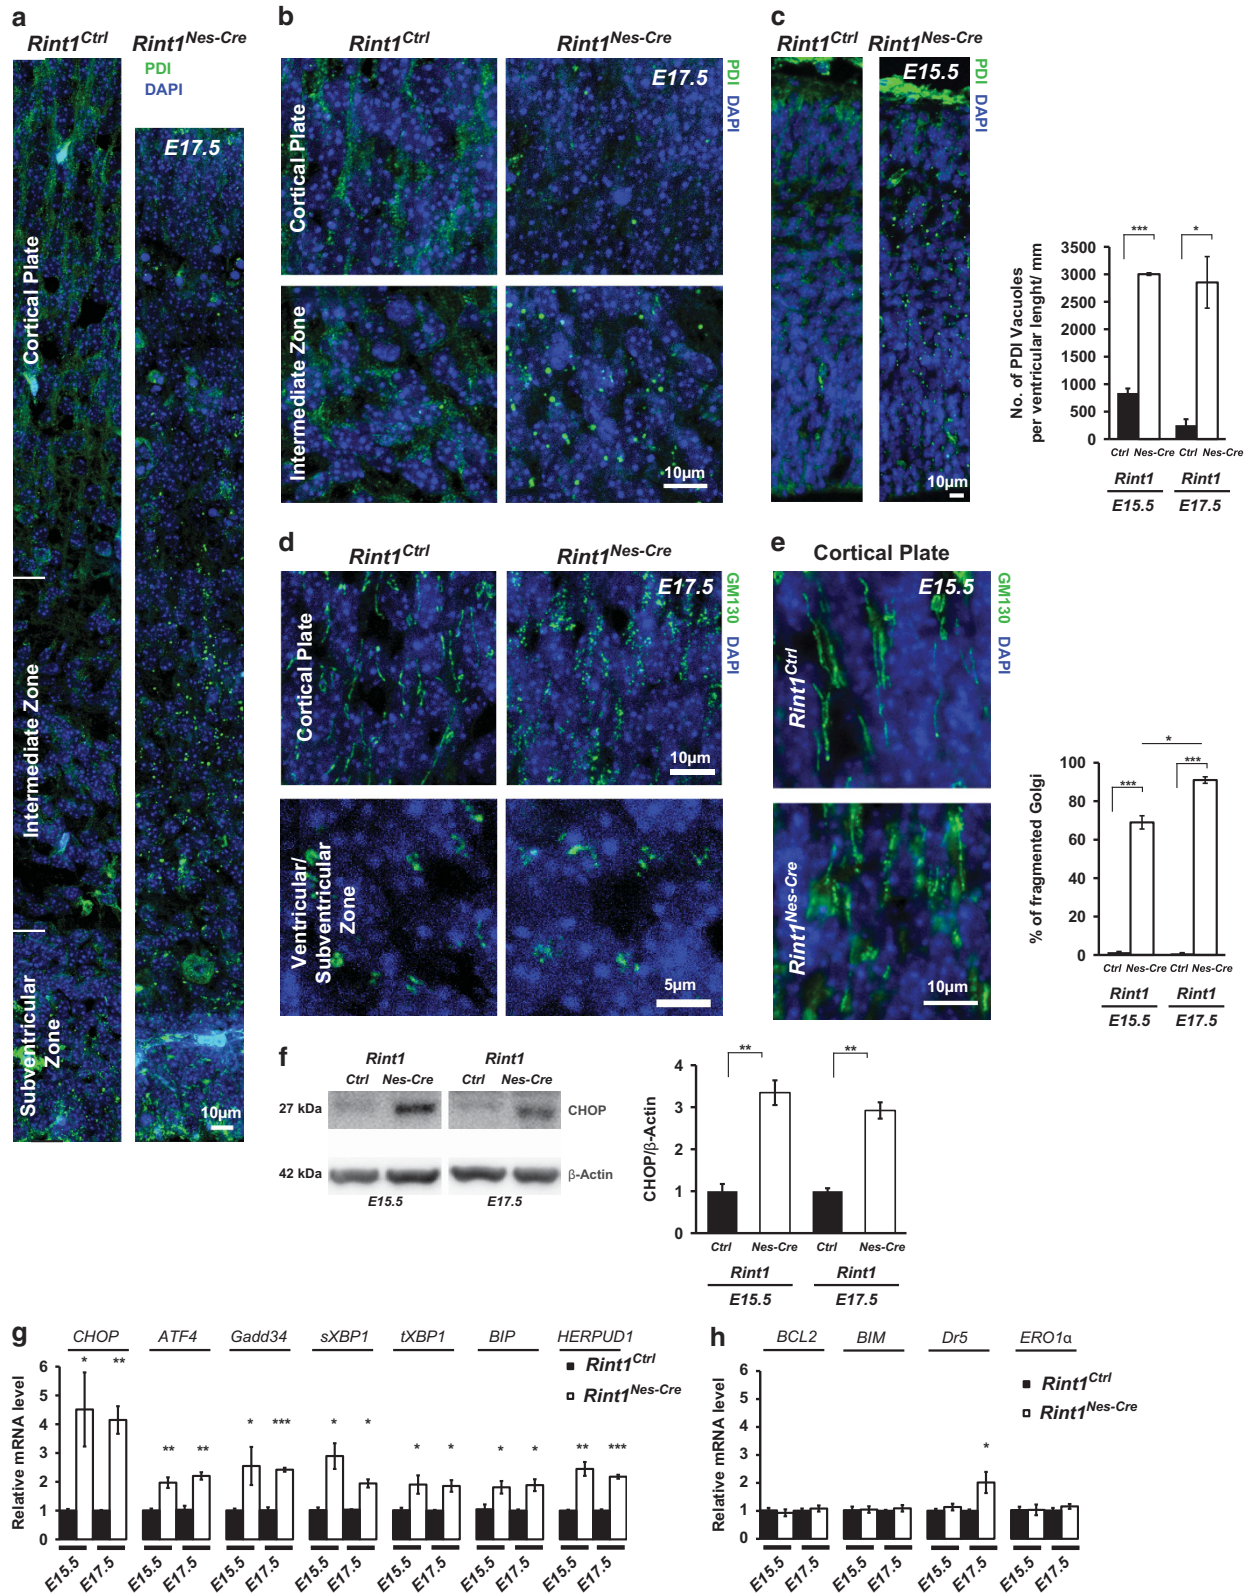 a
Rint1Ctrl
Rint1Nes-Cre
PDI
DAPI
E17.5
Cortical Plate
Intermediate Zone
Subventricular
Zone
10μm
b
Rint1Ctrl
Rint1Nes-Cre
E17.5
PDI DAPI
Cortical Plate
Intermediate Zone
10μm
c
Rint1Ctrl
Rint1Nes-Cre
E15.5
PDI DAPI
10μm
No. of PDI Vacuoles
per ventricular lenght/ mm
3500
3000
2500
2000
1500
1000
500
0
*** *
Ctrl Nes-Cre Ctrl Nes-Cre
Rint1 Rint1
E15.5 E17.5
d
Rint1Ctrl
Rint1Nes-Cre
E17.5
GM130 DAPI
Cortical Plate
10μm
Ventricular/
Subventricular
Zone
5μm
e
Cortical Plate
E15.5
GM130 DAPI
Rint1Ctrl
Rint1Nes-Cre
10μm
% of fragmented Golgi
100
80
60
40
20
0
*
*** ***
Ctrl Nes-Cre Ctrl Nes-Cre
Rint1 Rint1
E15.5 E17.5
f
Rint1 Rint1
Ctrl Nes-Cre Ctrl Nes-Cre
27 kDa
CHOP
42 kDa
β-Actin
E15.5 E17.5
CHOP/β-Actin
4
3
2
1
0
** **
Ctrl Nes-Cre Ctrl Nes-Cre
Rint1 Rint1
E15.5 E17.5
g
CHOP ATF4 Gadd34 sXBP1 tXBP1 BIP HERPUD1
Rint1Ctrl
Rint1Nes-Cre
Relative mRNA level
6
5
4
3
2
1
0
* ** ** ** * *** * * * * * * ** ***
E15.5 E17.5 E15.5 E17.5 E15.5 E17.5 E15.5 E17.5 E15.5 E17.5 E15.5 E17.5 E15.5 E17.5
h
BCL2 BIM Dr5 ERO1α
Rint1Ctrl
Rint1Nes-Cre
Relative mRNA level
6
5
4
3
2
1
0
*
E15.5 E17.5 E15.5 E17.5 E15.5 E17.5 E15.5 E17.5